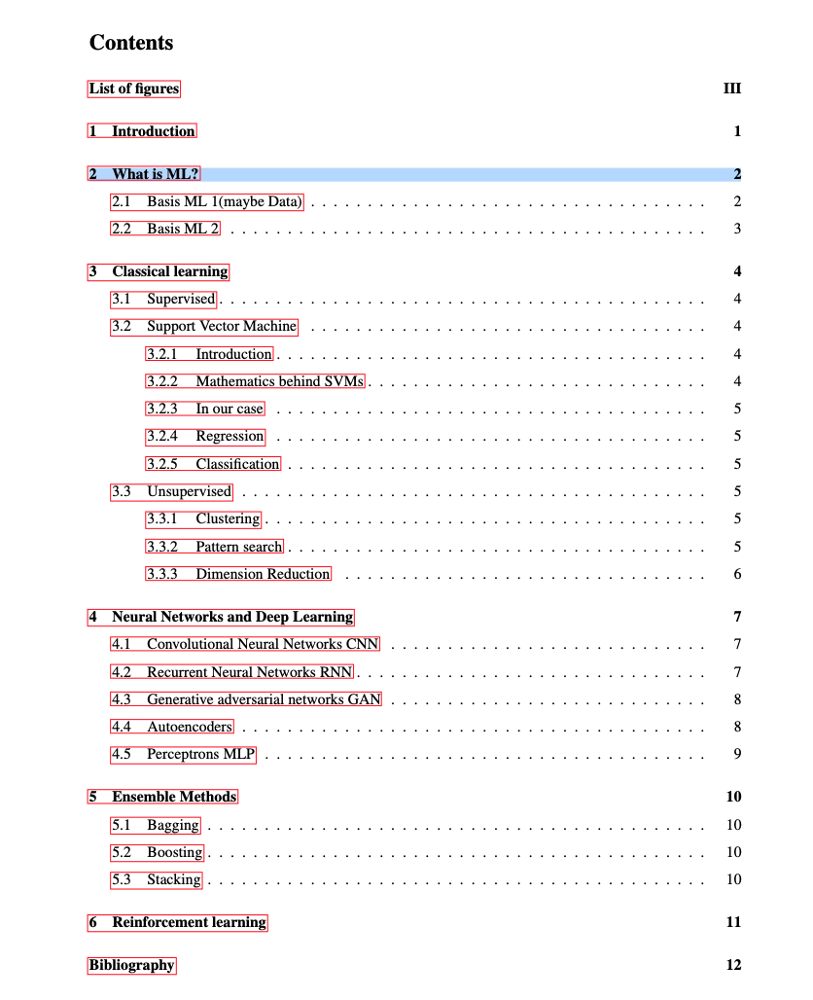 Contents
List of figures III
1 Introduction 1
2 What is ML? 2
2.1 Basis ML 1(maybe Data) . . . . . . . . . . . . . . . . . . . . . . . . . . . . . . . . . . . 2
2.2 Basis ML 2 . . . . . . . . . . . . . . . . . . . . . . . . . . . . . . . . . . . . . . . . . . 3
3 Classical learning 4
3.1 Supervised . . . . . . . . . . . . . . . . . . . . . . . . . . . . . . . . . . . . . . . . . . . 4
3.2 Support Vector Machine . . . . . . . . . . . . . . . . . . . . . . . . . . . . . . . . . . . 4
3.2.1 Introduction . . . . . . . . . . . . . . . . . . . . . . . . . . . . . . . . . . . . . . 4
3.2.2 Mathematics behind SVMs . . . . . . . . . . . . . . . . . . . . . . . . . . . . . . 4
3.2.3 In our case . . . . . . . . . . . . . . . . . . . . . . . . . . . . . . . . . . . . . . 5
3.2.4 Regression . . . . . . . . . . . . . . . . . . . . . . . . . . . . . . . . . . . . . . 5
3.2.5 Classification . . . . . . . . . . . . . . . . . . . . . . . . . . . . . . . . . . . . . 5
3.3 Unsupervised . . . . . . . . . . . . . . . . . . . . . . . . . . . . . . . . . . . . . . . . . 5
3.3.1 Clustering . . . . . . . . . . . . . . . . . . . . . . . . . . . . . . . . . . . . . . . 5
3.3.2 Pattern search . . . . . . . . . . . . . . . . . . . . . . . . . . . . . . . . . . . . . 5
3.3.3 Dimension Reduction . . . . . . . . . . . . . . . . . . . . . . . . . . . . . . . . 6
4 Neural Networks and Deep Learning 7
4.1 Convolutional Neural Networks CNN . . . . . . . . . . . . . . . . . . . . . . . . . . . . 7
4.2 Recurrent Neural Networks RNN . . . . . . . . . . . . . . . . . . . . . . . . . . . . . . . 7
4.3 Generative adversarial networks GAN . . . . . . . . . . . . . . . . . . . . . . . . . . . . 8
4.4 Autoencoders . . . . . . . . . . . . . . . . . . . . . . . . . . . . . . . . . . . . . . . . . 8
4.5 Perceptrons MLP . . . . . . . . . . . . . . . . . . . . . . . . . . . . . . . . . . . . . . . 9
5 Ensemble Methods 10
5.1 Bagging . . . . . . . . . . . . . . . . . . . . . . . . . . . . . . . . . . . . . . . . . . . . 10
5.2 Boosting . . . . . . . . . . . . . . . . . . . . . . . . . . . . . . . . . . . . . . . . . . . . 10
5.3 Stacking . . . . . . . . . . . . . . . . . . . . . . . . . . . . . . . . . . . . . . . . . . . . 10
6 Reinforcement learning 11
Bibliography 12